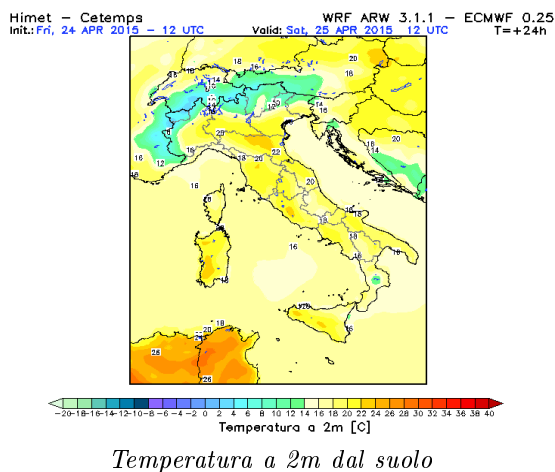 Himet – Cetemps
WRF ARW 3.1.1 – ECMWF 0.25
Init.: Fri, 24 APR 2015 – 12 UTC
Valid: Sat, 25 APR 2015 12 UTC
T=+24h
-20 -18 -16 -14 -12 -10 -8 -6 -4 -2 0 2 4 6 8 10 12 14 16 18 20 22 24 26 28 30 32 34 36 38 40
Temperatura a 2m [C]
Temperatura a 2m dal suolo